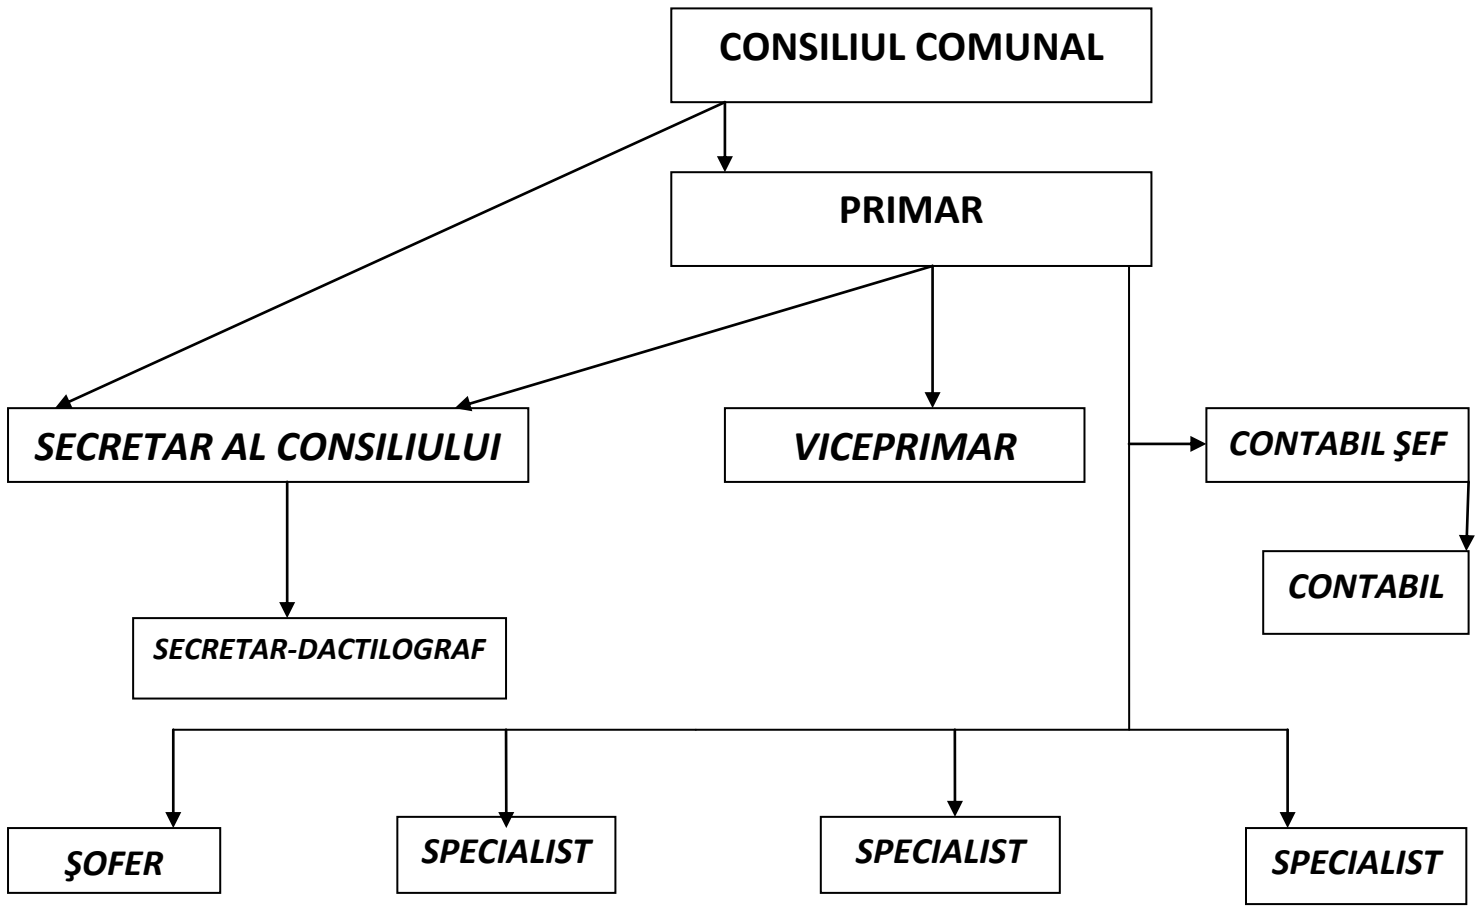 CONSILIUL COMUNAL
PRIMAR
SECRETAR AL CONSILIULUI
VICEPRIMAR
CONTABIL ŞEF
CONTABIL
SECRETAR-DACTILOGRAF
ŞOFER
SPECIALIST
SPECIALIST
SPECIALIST